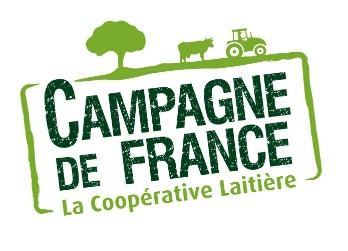 CAMPAGNE
DE FRANCE
La Coopérative Laitière